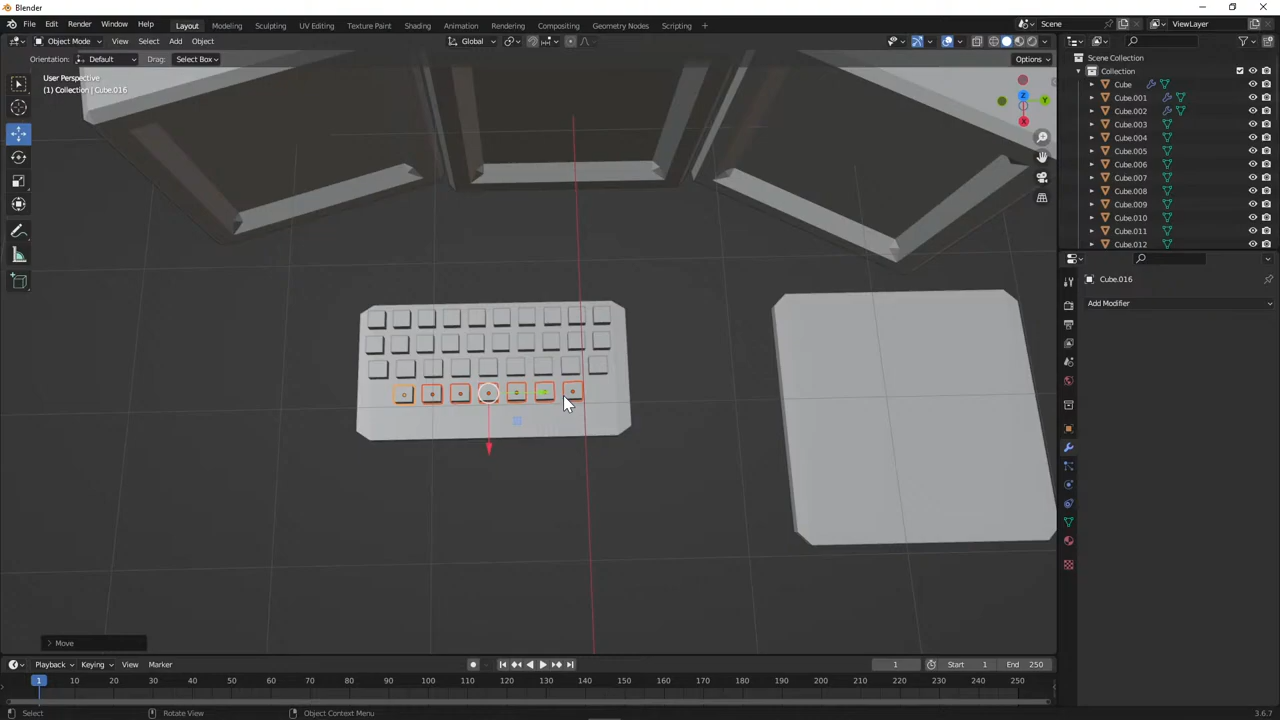 Blender
File Edit Render Window Help
Layout Modeling Sculpting UV Editing Texture Paint Shading Animation Rendering Compositing Geometry Nodes Scripting +
Scene
ViewLayer
Object Mode View Select Add Object
Global
Orientation: Default Drag: Select Box
Options
User Perspective
(1) Collection | Cube.016
Z
Y
X
Scene Collection
Collection
Cube
Cube.001
Cube.002
Cube.003
Cube.004
Cube.005
Cube.006
Cube.007
Cube.008
Cube.009
Cube.010
Cube.011
Cube.012
Cube.016
Add Modifier
> Move
Playback Keying View Marker
1 Start 1 End 250
1 10 20 30 40 50 60 70 80 90 100 110 120 130 140 150 160 170 180 190 200 210 220 230 240 250
Select Rotate View Object Context Menu
3.6.7